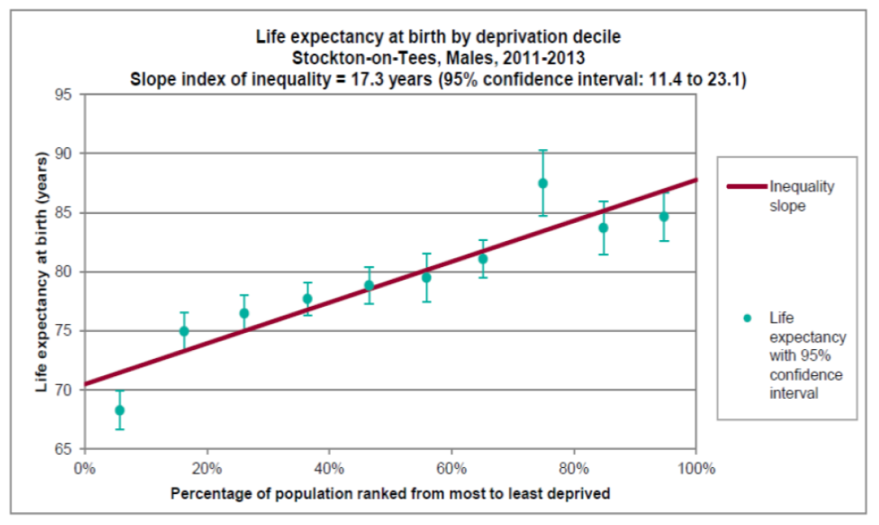 Life expectancy at birth by deprivation decile
Stockton-on-Tees, Males, 2011-2013
Slope index of inequality = 17.3 years (95% confidence interval: 11.4 to 23.1)
95
90
85
80
75
70
65
Life expectancy at birth (years)
0%
20%
40%
60%
80%
100%
Percentage of population ranked from most to least deprived
Inequality
slope
Life
expectancy
with 95%
confidence
interval